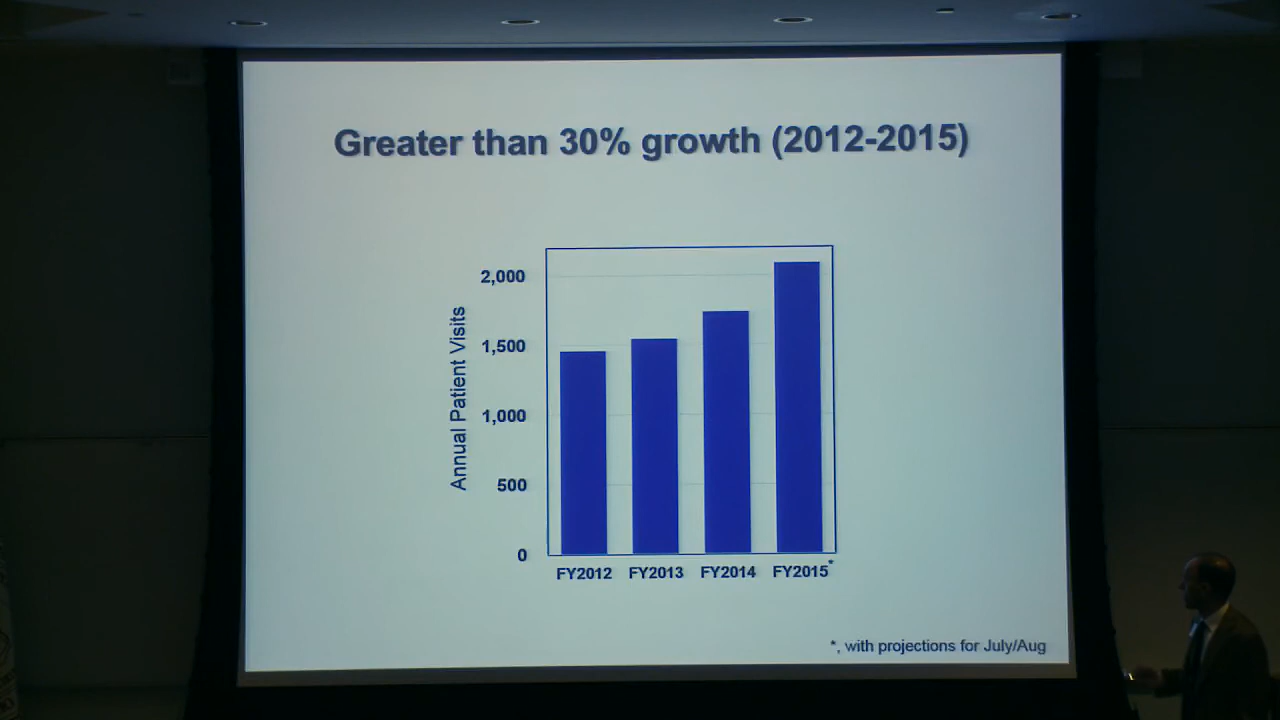 Greater than 30% growth (2012-2015)
Annual Patient Visits
2,000
1,500
1,000
500
0
FY2012 FY2013 FY2014 FY2015*
*, with projections for July/Aug